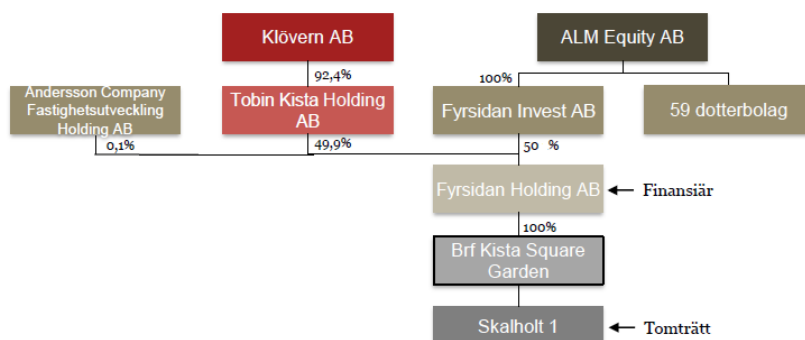 Klövern AB
ALM Equity AB
92,4%
100%
Andersson Company
Fastighetsutveckling
Holding AB
Tobin Kista Holding
AB
Fyrsidan Invest AB
59 dotterbolag
0,1%
49,9%
50 %
Fyrsidan Holding AB
Finansiär
100%
Brf Kista Square
Garden
Skalholt 1
Tomträtt